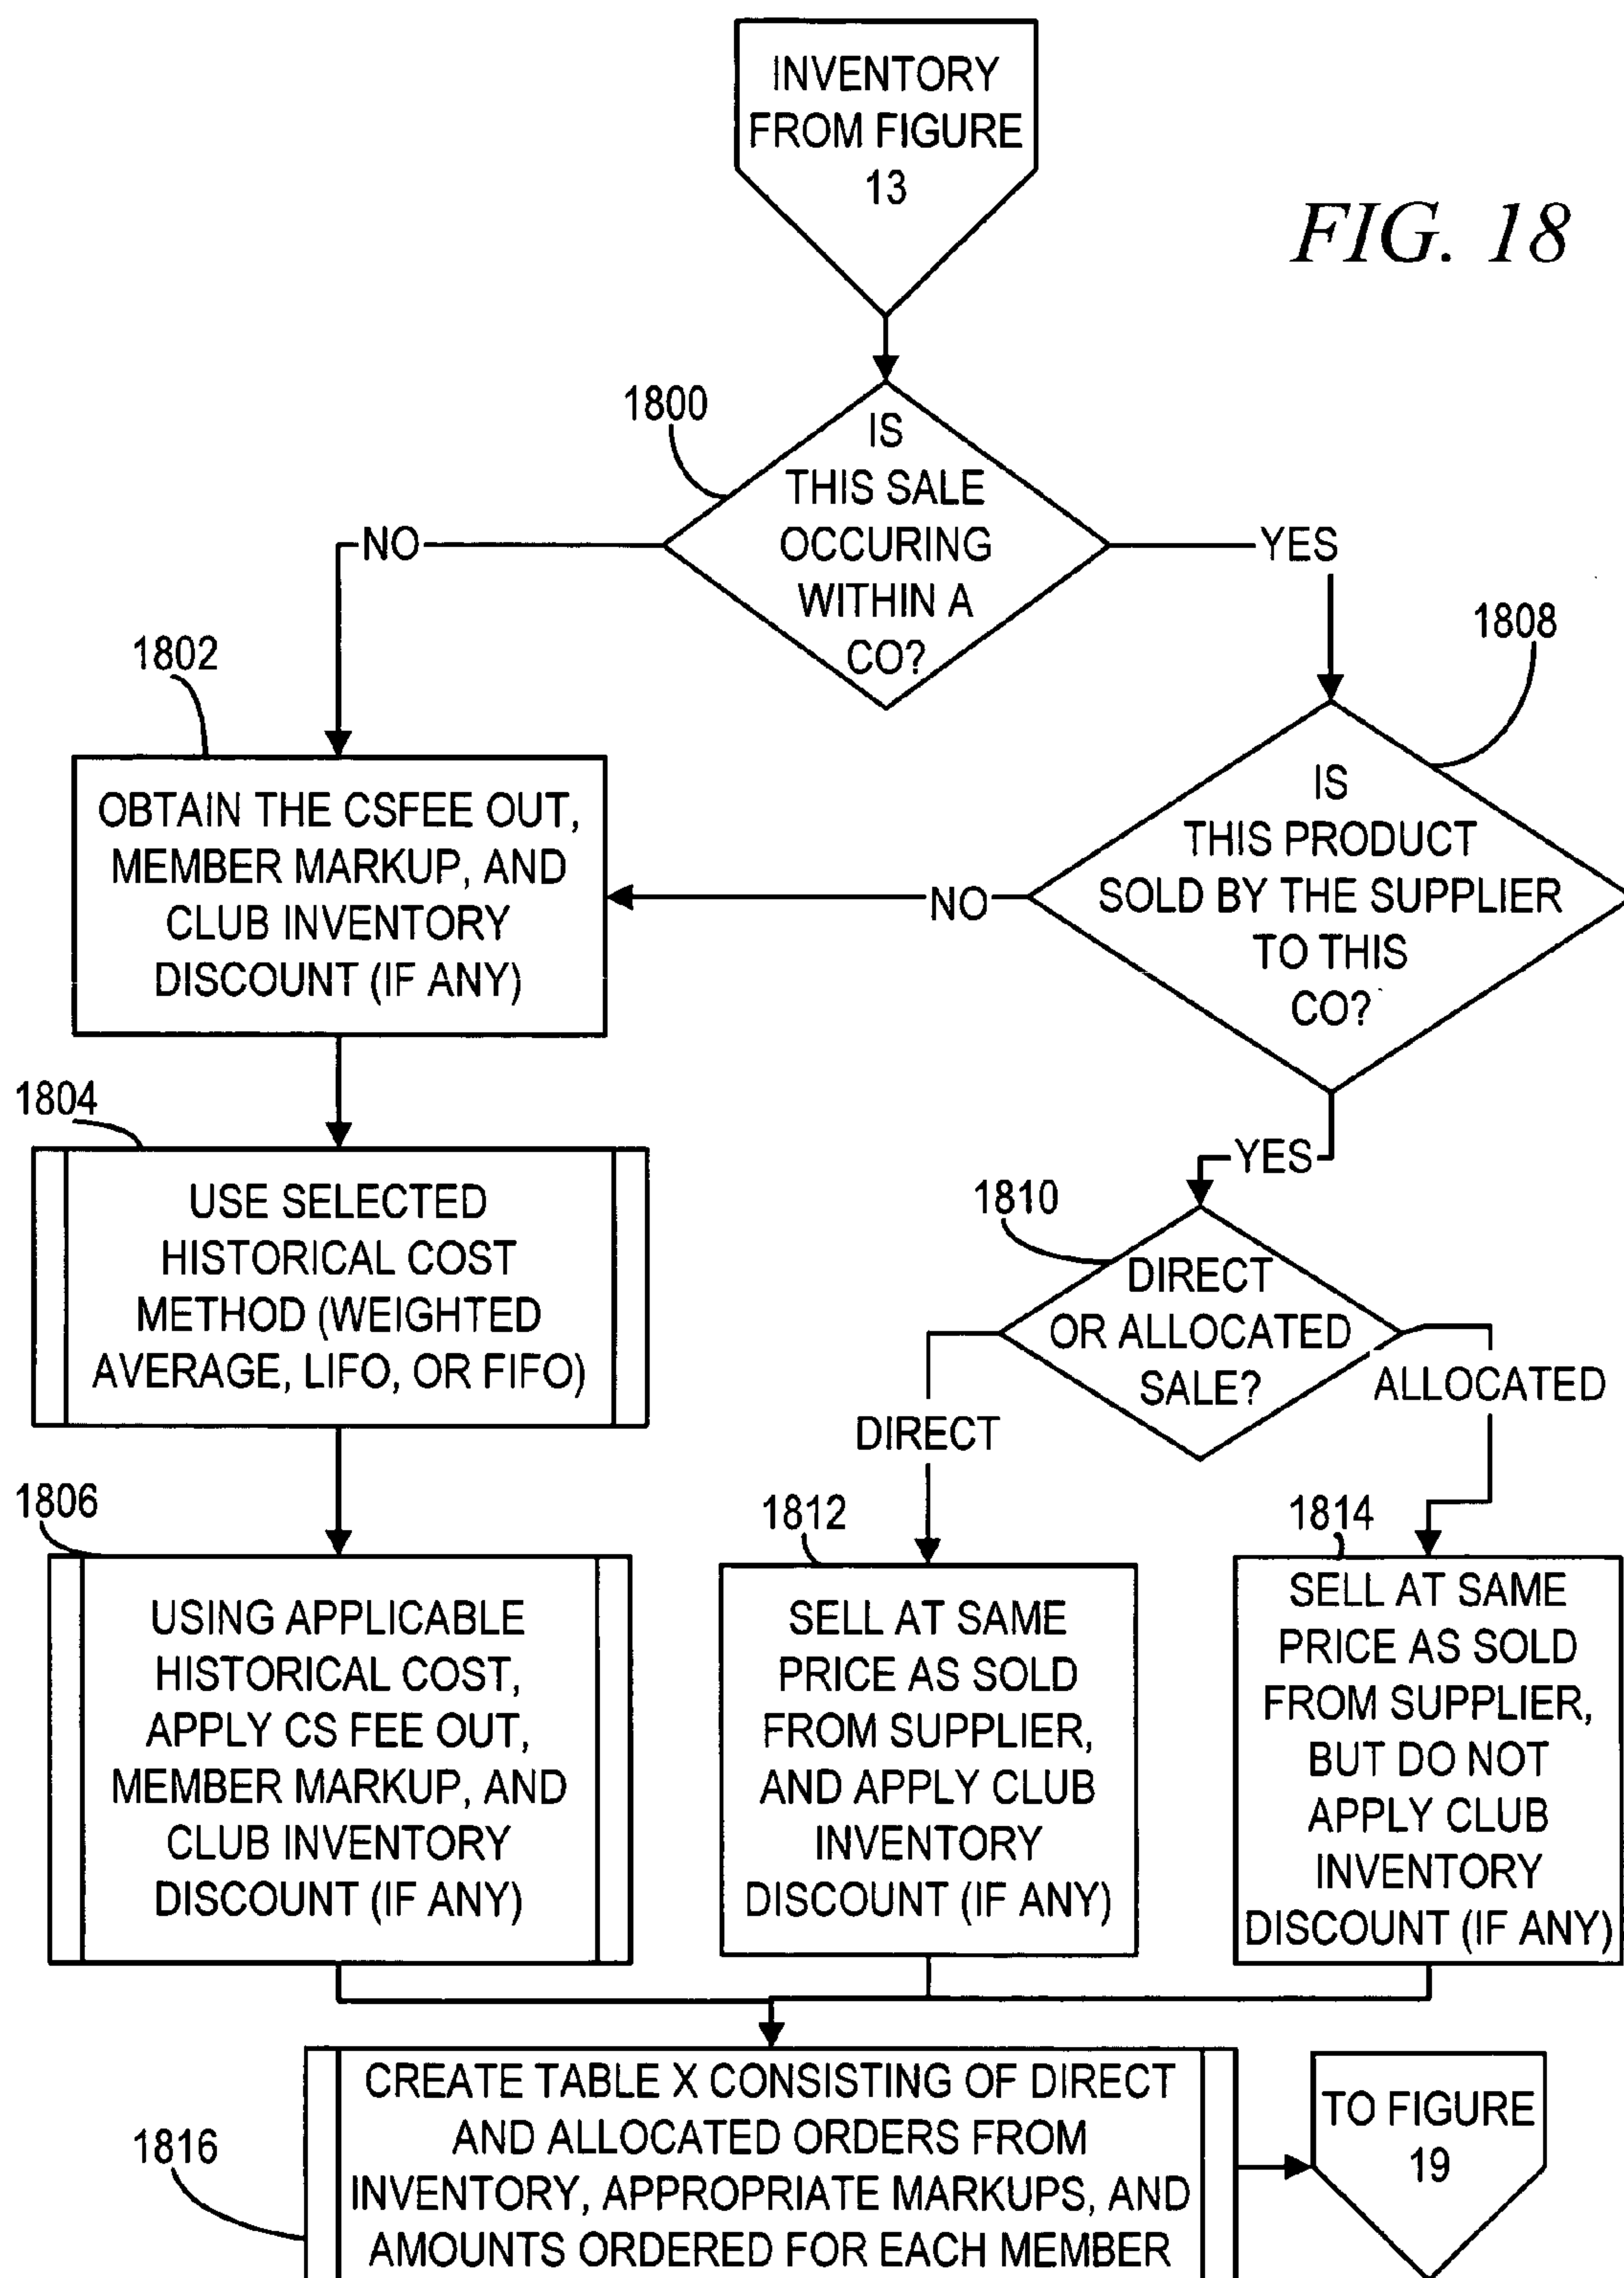 INVENTORY
FROM FIGURE
13
FIG. 18
1800
IS
THIS SALE
OCCURING
WITHIN A
CO?
NO
YES
1802
OBTAIN THE CSFEE OUT,
MEMBER MARKUP, AND
CLUB INVENTORY
DISCOUNT (IF ANY)
1808
IS
THIS PRODUCT
SOLD BY THE SUPPLIER
TO THIS
CO?
NO
YES
1804
USE SELECTED
HISTORICAL COST
METHOD (WEIGHTED
AVERAGE, LIFO, OR FIFO)
1810
DIRECT
OR ALLOCATED
SALE?
DIRECT
ALLOCATED
1806
USING APPLICABLE
HISTORICAL COST,
APPLY CS FEE OUT,
MEMBER MARKUP, AND
CLUB INVENTORY
DISCOUNT (IF ANY)
1812
SELL AT SAME
PRICE AS SOLD
FROM SUPPLIER,
AND APPLY CLUB
INVENTORY
DISCOUNT (IF ANY)
1814
SELL AT SAME
PRICE AS SOLD
FROM SUPPLIER,
BUT DO NOT
APPLY CLUB
INVENTORY
DISCOUNT (IF ANY)
1816
CREATE TABLE X CONSISTING OF DIRECT
AND ALLOCATED ORDERS FROM
INVENTORY, APPROPRIATE MARKUPS, AND
AMOUNTS ORDERED FOR EACH MEMBER
TO FIGURE
19